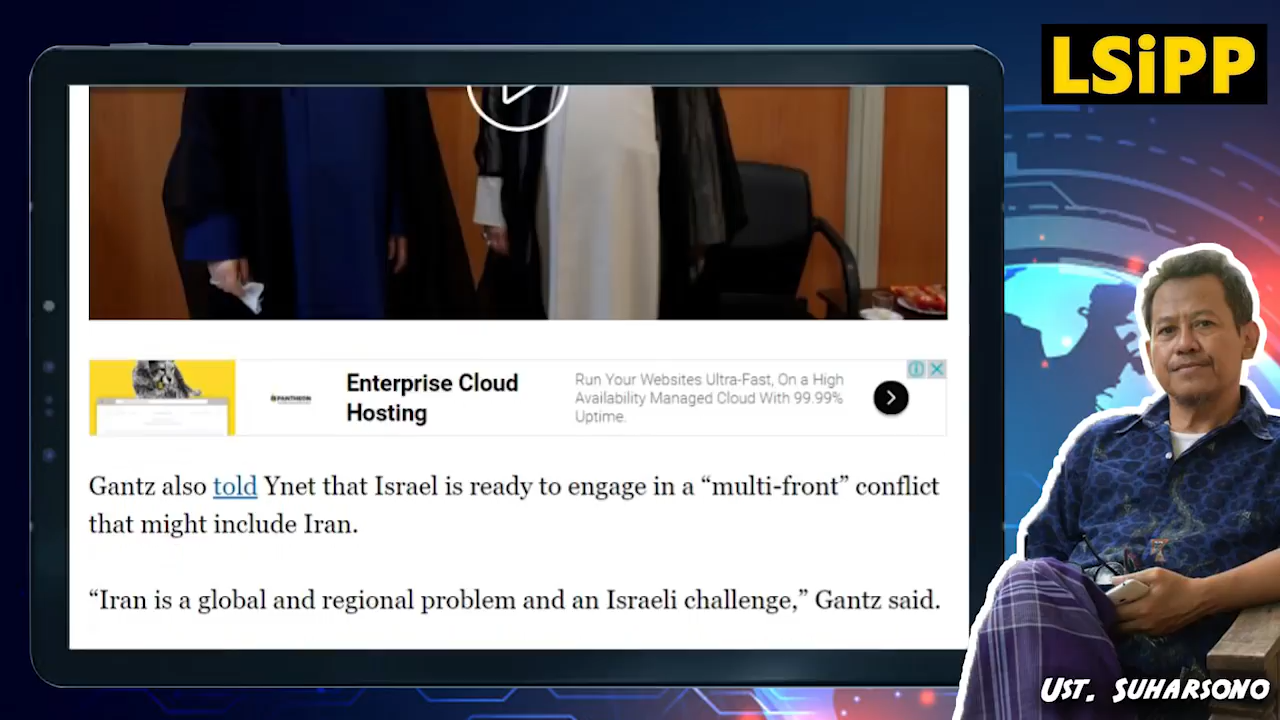 LSiPP
Enterprise Cloud
Hosting
PANTHEON
Run Your Websites Ultra-Fast, On a High
Availability Managed Cloud With 99.99%
Uptime.
Gantz also told Ynet that Israel is ready to engage in a “multi-front” conflict
that might include Iran.
“Iran is a global and regional problem and an Israeli challenge,” Gantz said.
Ust. Suharsono